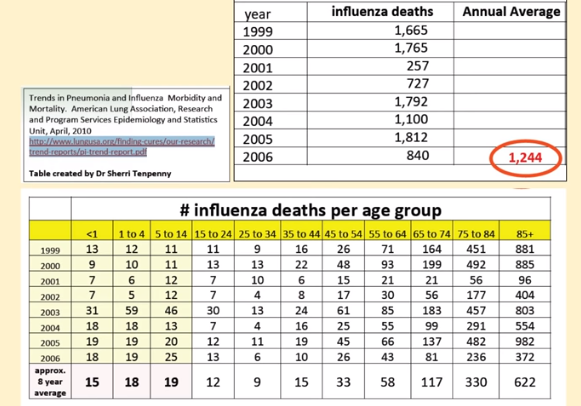 year influenza deaths Annual Average
1999 1,665
2000 1,765
2001 257
2002 727
2003 1,792
2004 1,100
2005 1,812
2006 840 1,244
Trends in Pneumonia and Influenza Morbidity and
Mortality. American Lung Association, Research
and Program Services Epidemiology and Statistics
Unit, April, 2010
http://www.lungusa.org/finding-cures/our-research/
trend-reports/pi-trend-report.pdf
Table created by Dr Sherri Tenpenny
# influenza deaths per age group
<1 1 to 4 5 to 14 15 to 24 25 to 34 35 to 44 45 to 54 55 to 64 65 to 74 75 to 84 85+
1999 13 12 11 11 9 16 26 71 164 451 881
2000 9 10 11 13 13 22 48 93 199 492 885
2001 7 6 12 7 10 6 15 21 21 56 96
2002 7 5 12 7 4 8 17 30 56 177 404
2003 31 59 46 30 13 24 61 85 183 457 803
2004 18 18 13 7 4 16 25 55 99 291 554
2005 19 19 20 12 11 19 45 66 137 482 982
2006 18 19 25 13 6 10 26 43 81 236 372
approx.
8 year
average
15 18 19 12 9 15 33 58 117 330 622